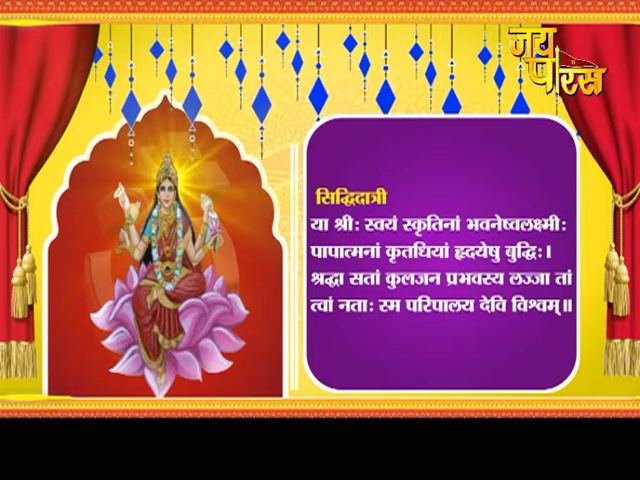 जय
पारस
सिद्धिदात्री
या श्री: स्वयं स्कृतिनां भवनेष्वलक्ष्मी:
पापात्मनां कृतधियां हृदयेषु बुद्धि:।
श्रद्धा सतां कुलजन प्रभवस्य लज्जा तां
त्वां नता: स्म परिपालय देवि विश्वम्॥